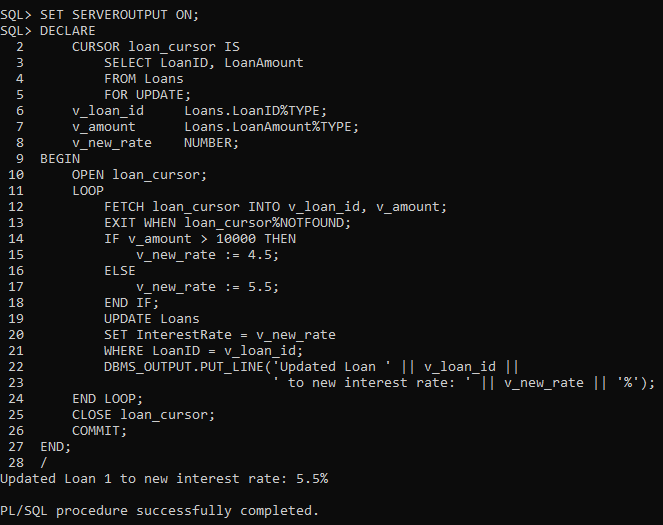 SQL> SET SERVEROUTPUT ON;
SQL> DECLARE
  2      CURSOR loan_cursor IS
  3          SELECT LoanID, LoanAmount
  4          FROM Loans
  5          FOR UPDATE;
  6      v_loan_id     Loans.LoanID%TYPE;
  7      v_amount      Loans.LoanAmount%TYPE;
  8      v_new_rate    NUMBER;
  9  BEGIN
 10      OPEN loan_cursor;
 11      LOOP
 12          FETCH loan_cursor INTO v_loan_id, v_amount;
 13          EXIT WHEN loan_cursor%NOTFOUND;
 14          IF v_amount > 10000 THEN
 15              v_new_rate := 4.5;
 16          ELSE
 17              v_new_rate := 5.5;
 18          END IF;
 19          UPDATE Loans
 20          SET InterestRate = v_new_rate
 21          WHERE LoanID = v_loan_id;
 22          DBMS_OUTPUT.PUT_LINE('Updated Loan ' || v_loan_id ||
 23                               ' to new interest rate: ' || v_new_rate || '%');
 24      END LOOP;
 25      CLOSE loan_cursor;
 26      COMMIT;
 27  END;
 28  /
Updated Loan 1 to new interest rate: 5.5%

PL/SQL procedure successfully completed.